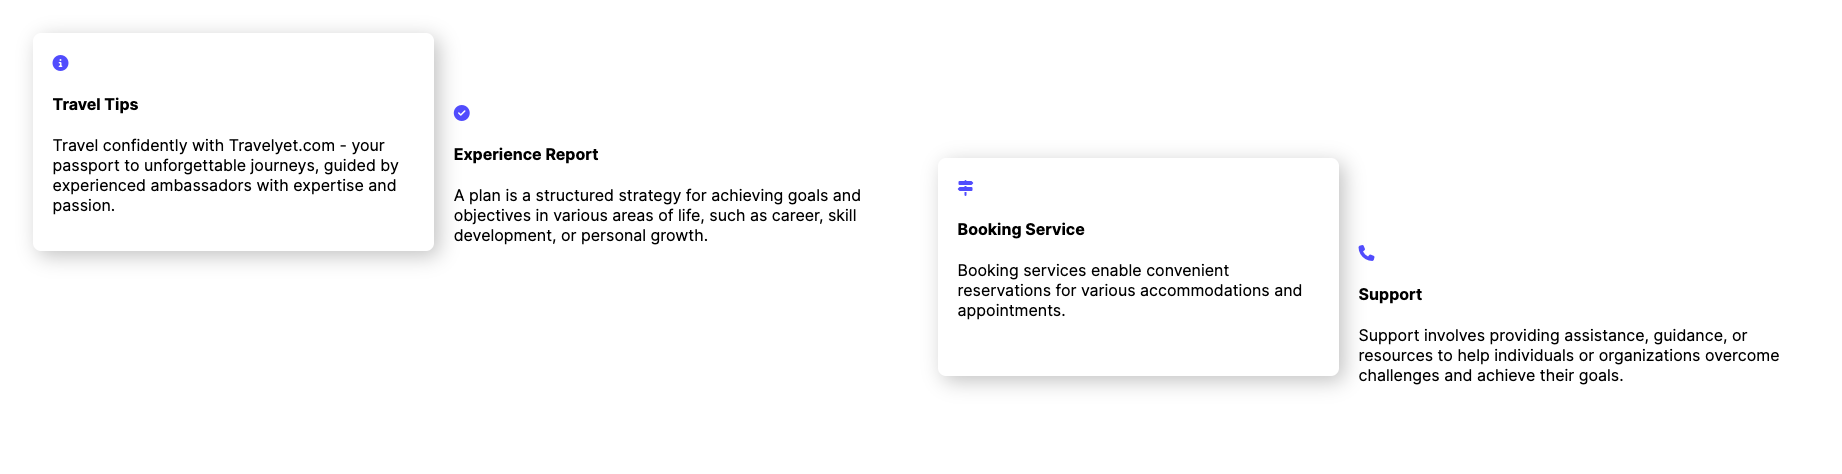 Travel Tips
Travel confidently with Travelyet.com - your
passport to unforgettable journeys, guided by
experienced ambassadors with expertise and
passion.
Experience Report
A plan is a structured strategy for achieving goals and
objectives in various areas of life, such as career, skill
development, or personal growth.
Booking Service
Booking services enable convenient
reservations for various accommodations and
appointments.
Support
Support involves providing assistance, guidance, or
resources to help individuals or organizations overcome
challenges and achieve their goals.